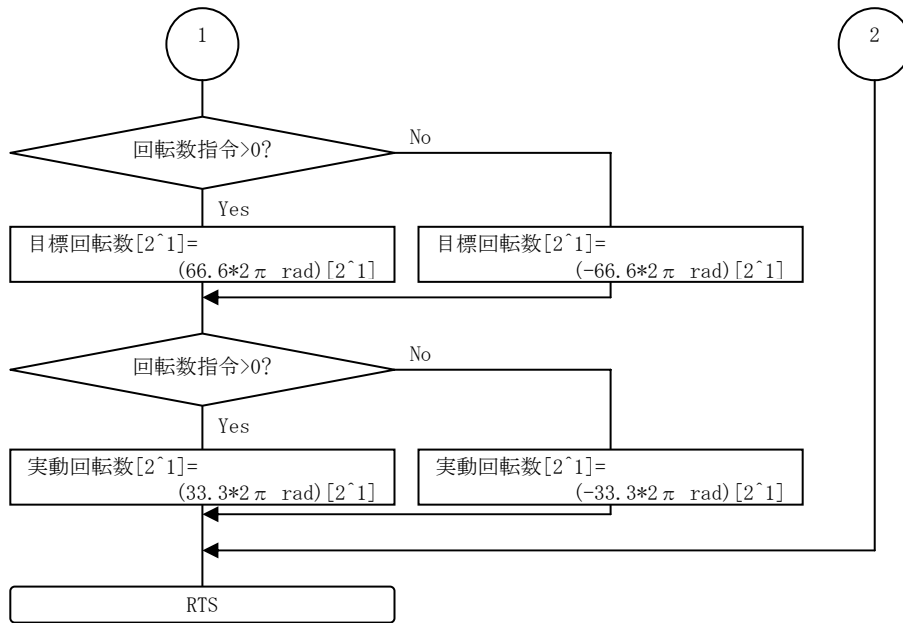 1
2
回転数指令>0?
No
Yes
目標回転数[2^1]=
(66.6*2π rad)[2^1]
目標回転数[2^1]=
(-66.6*2π rad)[2^1]
回転数指令>0?
No
Yes
実動回転数[2^1]=
(33.3*2π rad)[2^1]
実動回転数[2^1]=
(-33.3*2π rad)[2^1]
RTS